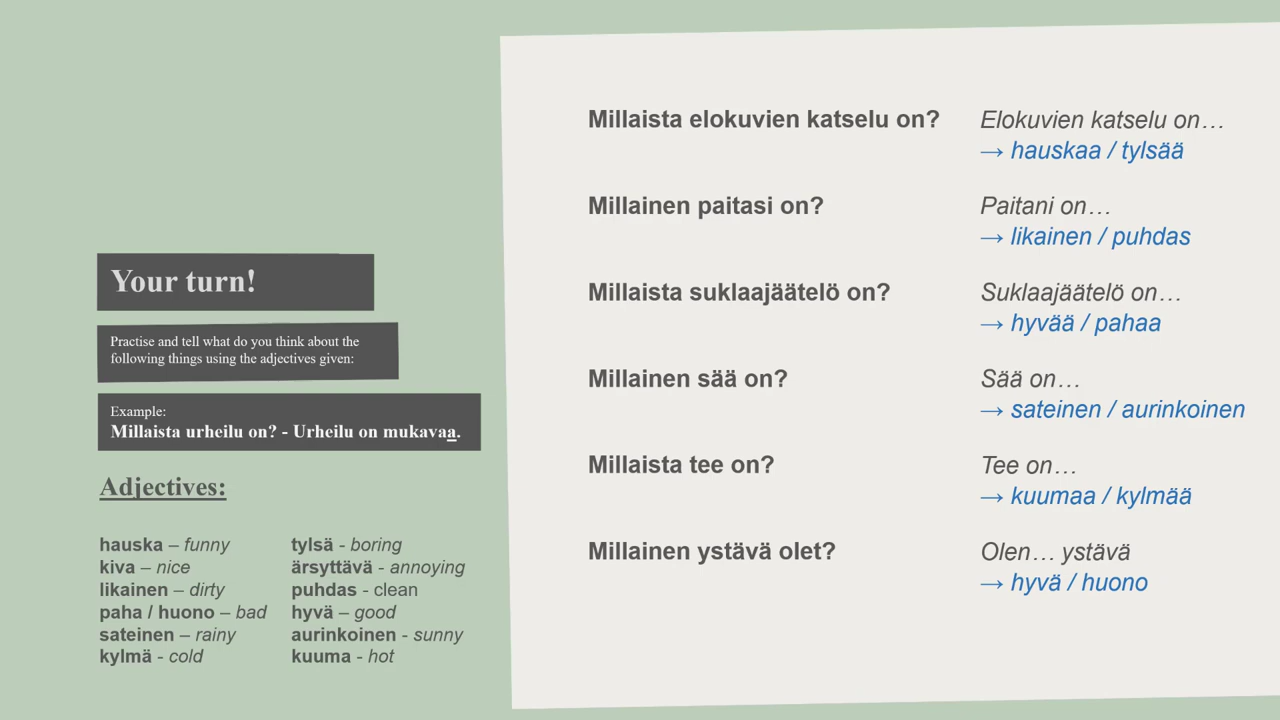 Your turn!
Practise and tell what do you think about the
following things using the adjectives given:
Example:
Millaista urheilu on? - Urheilu on mukavaa.
Adjectives:
hauska – funny
kiva – nice
likainen – dirty
paha / huono – bad
sateinen – rainy
kylmä - cold
tylsä - boring
ärsyttävä - annoying
puhdas - clean
hyvä – good
aurinkoinen - sunny
kuuma - hot
Millaista elokuvien katselu on?
Elokuvien katselu on…
→ hauskaa / tylsää
Millainen paitasi on?
Paitani on…
→ likainen / puhdas
Millaista suklaajäätelö on?
Suklaajäätelö on…
→ hyvää / pahaa
Millainen sää on?
Sää on…
→ sateinen / aurinkoinen
Millaista tee on?
Tee on…
→ kuumaa / kylmää
Millainen ystävä olet?
Olen… ystävä
→ hyvä / huono